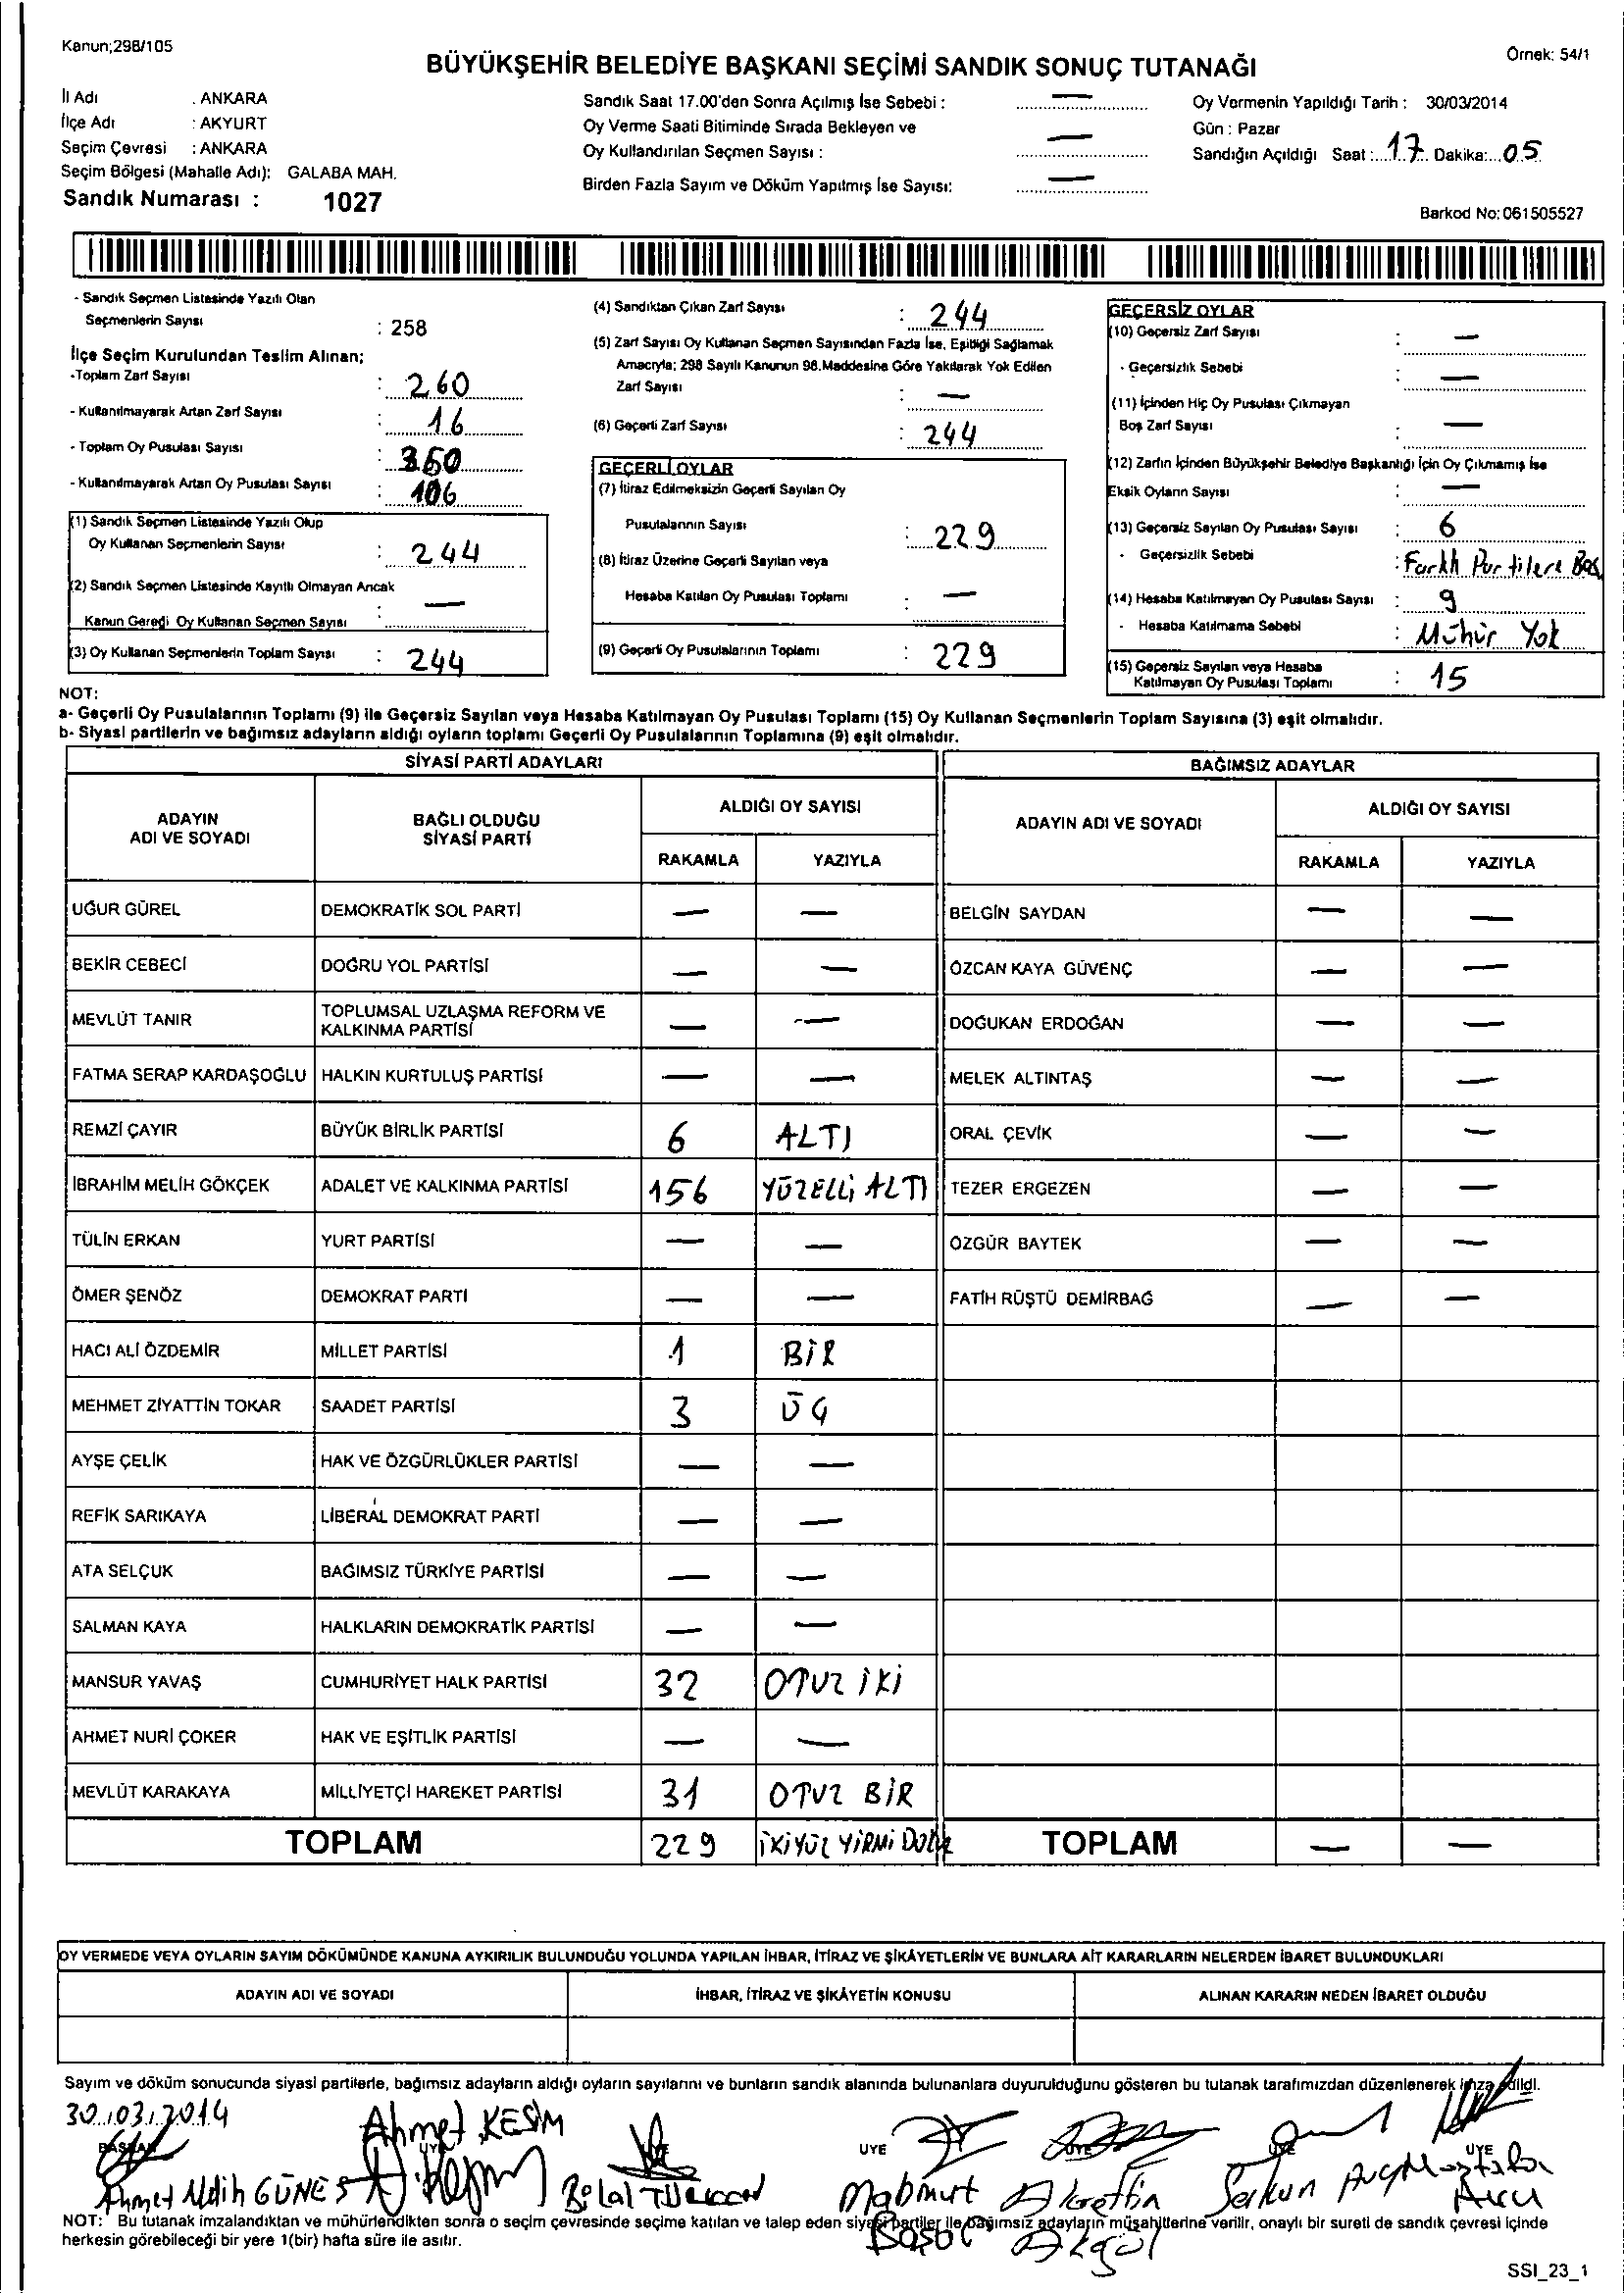 Kanun;298/105
Örnek: 54/1
BÜYÜKŞEHİR BELEDİYE BAŞKANI SEÇİMİ SANDIK SONUÇ TUTANAĞI
İl Adı : ANKARA
İlçe Adı : AKYURT
Seçim Çevresi : ANKARA
Seçim Bölgesi (Mahalle Adı): GALABA MAH.
Sandık Numarası : 1027
Sandık Saat 17.00'den Sonra Açılmış İse Sebebi : —
Oy Verme Saati Bitiminde Sırada Bekleyen ve
Oy Kullandırılan Seçmen Sayısı : —
Birden Fazla Sayım ve Döküm Yapılmış İse Sayısı: —
Oy Vermenin Yapıldığı Tarih : 30/03/2014
Gün : Pazar
Sandığın Açıldığı Saat : 17 Dakika: 05
Barkod No: 061505527
- Sandık Seçmen Listesinde Yazılı Olan
Seçmenlerin Sayısı : 258
İlçe Seçim Kurulundan Teslim Alınan;
-Toplam Zarf Sayısı : 260
- Kullanılmayarak Artan Zarf Sayısı : 16
- Toplam Oy Pusulası Sayısı : 350
- Kullanılmayarak Artan Oy Pusulası Sayısı : 106
(1) Sandık Seçmen Listesinde Yazılı Olup
Oy Kullanan Seçmenlerin Sayısı : 244
(2) Sandık Seçmen Listesinde Kayıtlı Olmayan Ancak
Kanun Gereği Oy Kullanan Seçmen Sayısı : —
(3) Oy Kullanan Seçmenlerin Toplam Sayısı : 244
(4) Sandıktan Çıkan Zarf Sayısı : 244
(5) Zarf Sayısı Oy Kullanan Seçmen Sayısından Fazla İse, Eşitliği Sağlamak
Amacıyla; 298 Sayılı Kanunun 98.Maddesine Göre Yakılarak Yok Edilen
Zarf Sayısı : —
(6) Geçerli Zarf Sayısı : 244
GEÇERLİ OYLAR
(7) İtiraz Edilmeksizin Geçerli Sayılan Oy
Pusulalarının Sayısı : 229
(8) İtiraz Üzerine Geçerli Sayılan veya
Hesaba Katılan Oy Pusulası Toplamı : —
(9) Geçerli Oy Pusulalarının Toplamı : 229
GEÇERSİZ OYLAR
(10) Geçersiz Zarf Sayısı : —
- Geçersizlik Sebebi : —
(11) İçinden Hiç Oy Pusulası Çıkmayan
Boş Zarf Sayısı : —
(12) Zarfın İçinden Büyükşehir Belediye Başkanlığı İçin Oy Çıkmamış İse
Eksik Oyların Sayısı : —
(13) Geçersiz Sayılan Oy Pusulası Sayısı : 6
- Geçersizlik Sebebi : Farklı Partilere Bas
(14) Hesaba Katılmayan Oy Pusulası Sayısı : 9
- Hesaba Katılmama Sebebi : Mühür Yok
(15) Geçersiz Sayılan veya Hesaba
Katılmayan Oy Pusulası Toplamı : 15
NOT:
a- Geçerli Oy Pusulalarının Toplamı (9) ile Geçersiz Sayılan veya Hesaba Katılmayan Oy Pusulası Toplamı (15) Oy Kullanan Seçmenlerin Toplam Sayısına (3) eşit olmalıdır.
b- Siyasi partilerin ve bağımsız adayların aldığı oyların toplamı Geçerli Oy Pusulalarının Toplamına (9) eşit olmalıdır.
SİYASİ PARTİ ADAYLARI
ADAYIN
ADI VE SOYADI
BAĞLI OLDUĞU
SİYASİ PARTİ
ALDIĞI OY SAYISI
RAKAMLA YAZIYLA
UĞUR GÜREL DEMOKRATİK SOL PARTİ — —
BEKİR CEBECİ DOĞRU YOL PARTİSİ — —
MEVLÜT TANIR TOPLUMSAL UZLAŞMA REFORM VE
KALKINMA PARTİSİ — —
FATMA SERAP KARDAŞOĞLU HALKIN KURTULUŞ PARTİSİ — —
REMZİ ÇAYIR BÜYÜK BİRLİK PARTİSİ 6 ALTI
İBRAHİM MELİH GÖKÇEK ADALET VE KALKINMA PARTİSİ 156 YÜZELLİ ALTI
TÜLİN ERKAN YURT PARTİSİ — —
ÖMER ŞENÖZ DEMOKRAT PARTİ — —
HACI ALİ ÖZDEMİR MİLLET PARTİSİ 1 BİR
MEHMET ZİYATTİN TOKAR SAADET PARTİSİ 3 ÜÇ
AYŞE ÇELİK HAK VE ÖZGÜRLÜKLER PARTİSİ — —
REFİK SARIKAYA LİBERAL DEMOKRAT PARTİ — —
ATA SELÇUK BAĞIMSIZ TÜRKİYE PARTİSİ — —
SALMAN KAYA HALKLARIN DEMOKRATİK PARTİSİ — —
MANSUR YAVAŞ CUMHURİYET HALK PARTİSİ 32 OTUZ İKİ
AHMET NURİ ÇOKER HAK VE EŞİTLİK PARTİSİ — —
MEVLÜT KARAKAYA MİLLİYETÇİ HAREKET PARTİSİ 31 OTUZ BİR
TOPLAM 229 İKİYÜZ YİRMİ DOKUZ
BAĞIMSIZ ADAYLAR
ADAYIN ADI VE SOYADI
ALDIĞI OY SAYISI
RAKAMLA YAZIYLA
BELGİN SAYDAN — —
ÖZCAN KAYA GÜVENÇ — —
DOĞUKAN ERDOĞAN — —
MELEK ALTINTAŞ — —
ORAL ÇEVİK — —
TEZER ERGEZEN — —
ÖZGÜR BAYTEK — —
FATİH RÜŞTÜ DEMİRBAĞ — —
TOPLAM — —
OY VERMEDE VEYA OYLARIN SAYIM DÖKÜMÜNDE KANUNA AYKIRILIK BULUNDUĞU YOLUNDA YAPILAN İHBAR, İTİRAZ VE ŞİKÂYETLERİN VE BUNLARA AİT KARARLARIN NELERDEN İBARET BULUNDUKLARI
ADAYIN ADI VE SOYADI
İHBAR, İTİRAZ VE ŞİKÂYETİN KONUSU
ALINAN KARARIN NEDEN İBARET OLDUĞU
Sayım ve döküm sonucunda siyasi partilerle, bağımsız adayların aldığı oyların sayılarını ve bunların sandık alanında bulunanlara duyurulduğunu gösteren bu tutanak tarafımızdan düzenlenerek imza edildi.
30/03/2014
BAŞKAN ÜYE ÜYE ÜYE ÜYE ÜYE ÜYE
Ahmet Melih GÜNEŞ
Ahmet KESİM
Bilal
Mahmut
Serkan
Mustafa
Avcı
Akgül
NOT: Bu tutanak imzalandıktan ve mühürlendikten sonra o seçim çevresinde seçime katılan ve talep eden siyasi partiler ile bağımsız adayların müşahitlerine verilir, onaylı bir sureti de sandık çevresi içinde
herkesin görebileceği bir yere 1(bir) hafta süre ile asılır.
SSI_23_1